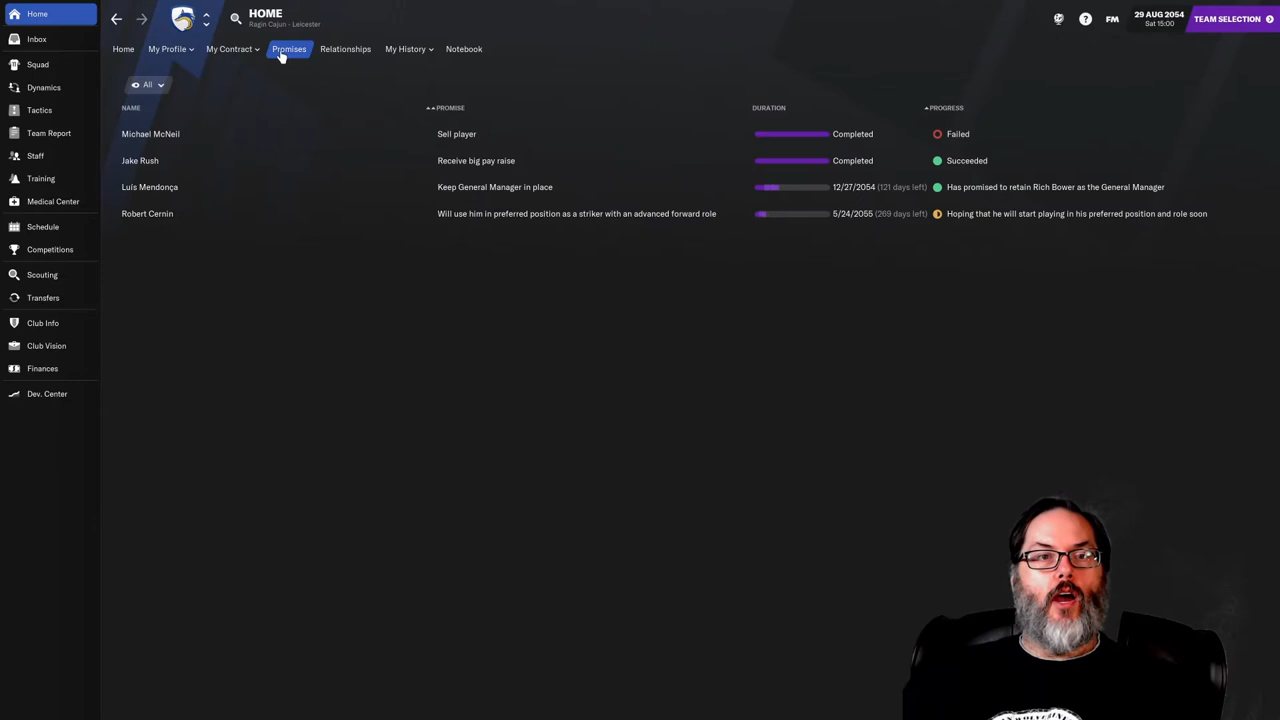 Home
Inbox
Squad
Dynamics
Tactics
Team Report
Staff
Training
Medical Center
Schedule
Competitions
Scouting
Transfers
Club Info
Club Vision
Finances
Dev. Center
HOME
Ragin Cajun - Leicester
FM
29 AUG 2054
Sat 15:00
TEAM SELECTION
Home My Profile My Contract Promises Relationships My History Notebook
All
NAME PROMISE DURATION PROGRESS
Michael McNeil Sell player Completed Failed
Jake Rush Receive big pay raise Completed Succeeded
Luís Mendonça Keep General Manager in place 12/27/2054 (121 days left) Has promised to retain Rich Bower as the General Manager
Robert Cernin Will use him in preferred position as a striker with an advanced forward role 5/24/2055 (269 days left) Hoping that he will start playing in his preferred position and role soon